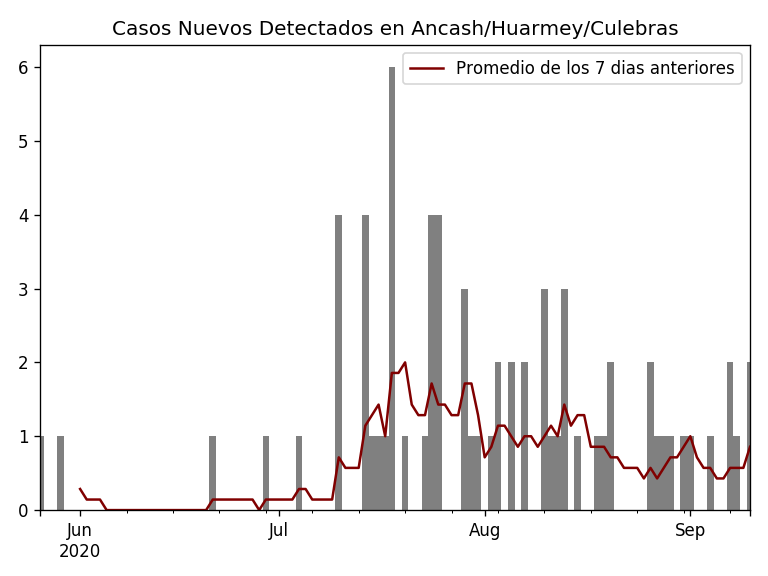 Casos Nuevos Detectados en Ancash/Huarmey/Culebras
Promedio de los 7 dias anteriores
6
5
4
3
2
1
0
Jun
2020
Jul
Aug
Sep